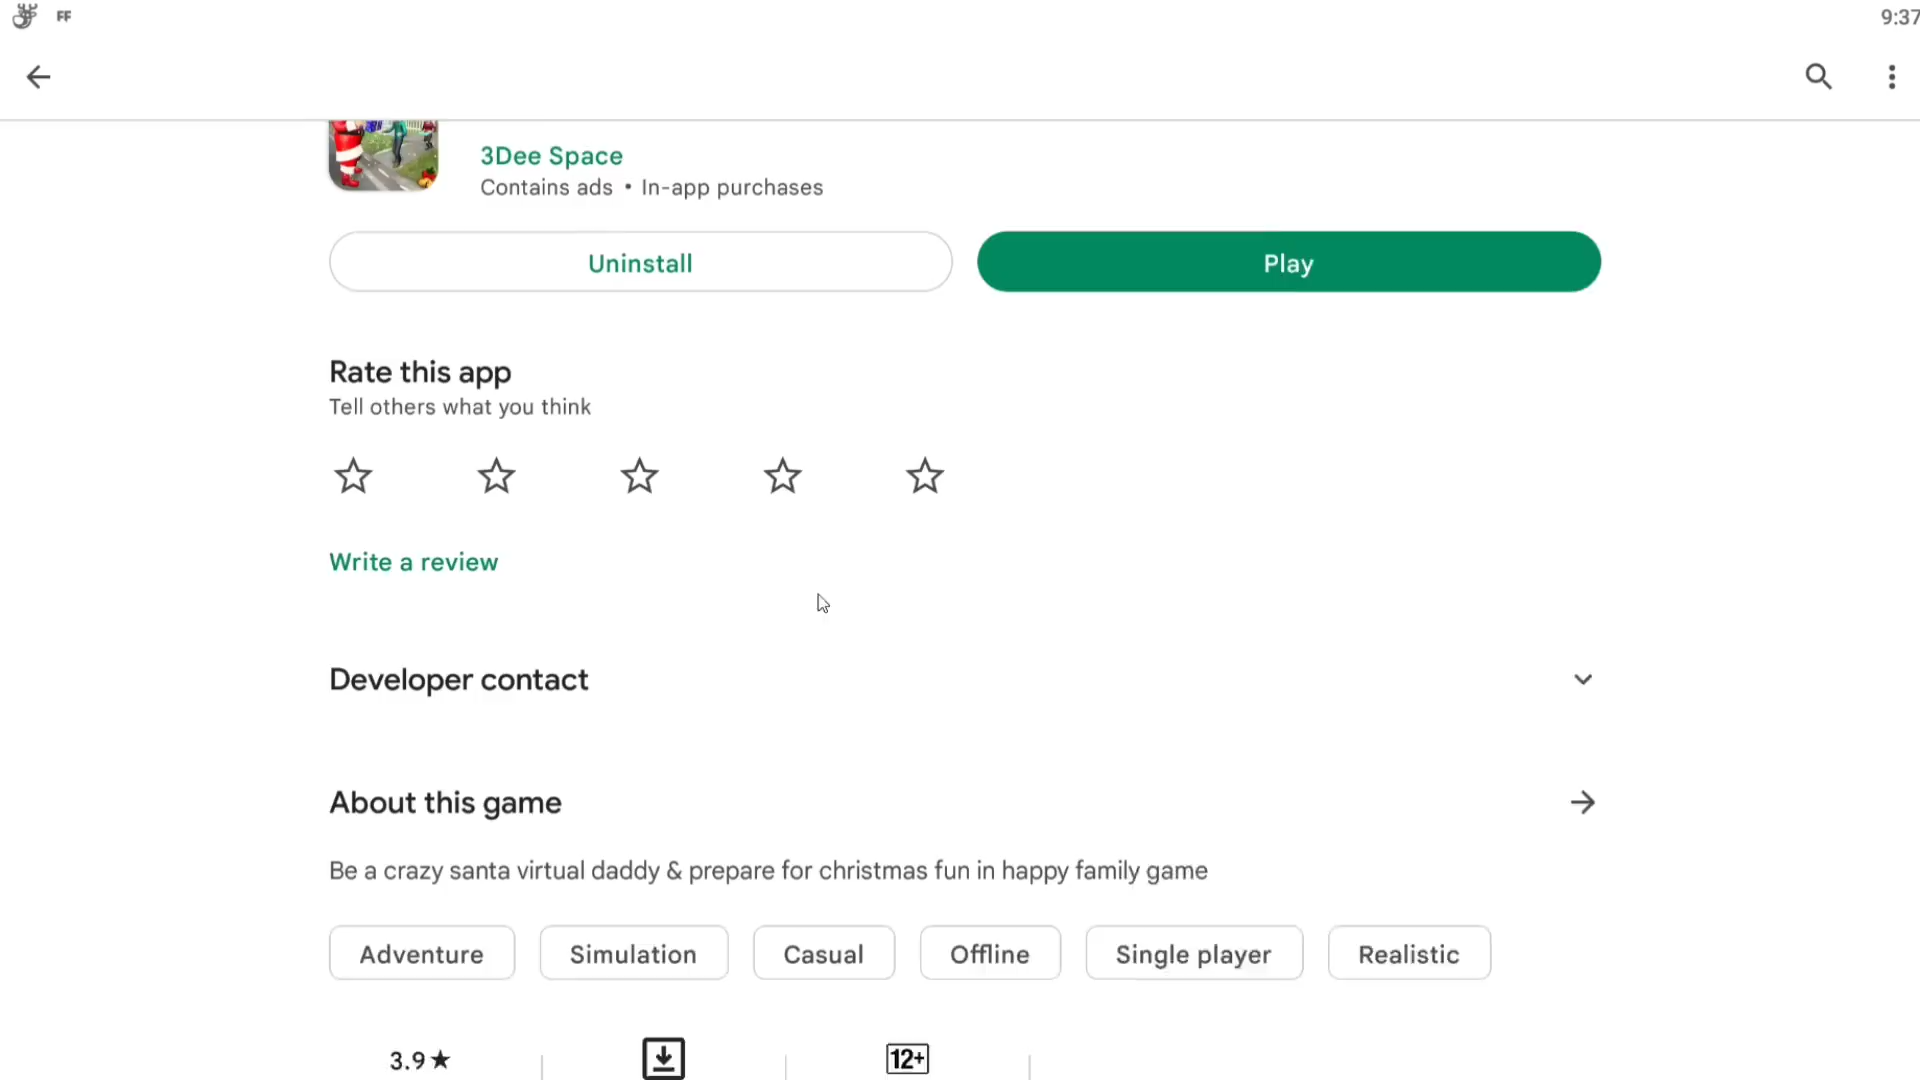 FF
9:37
3Dee Space
Contains ads • In-app purchases
Uninstall
Play
Rate this app
Tell others what you think
Write a review
Developer contact
About this game
Be a crazy santa virtual daddy & prepare for christmas fun in happy family game
Adventure
Simulation
Casual
Offline
Single player
Realistic
3.9★
12+